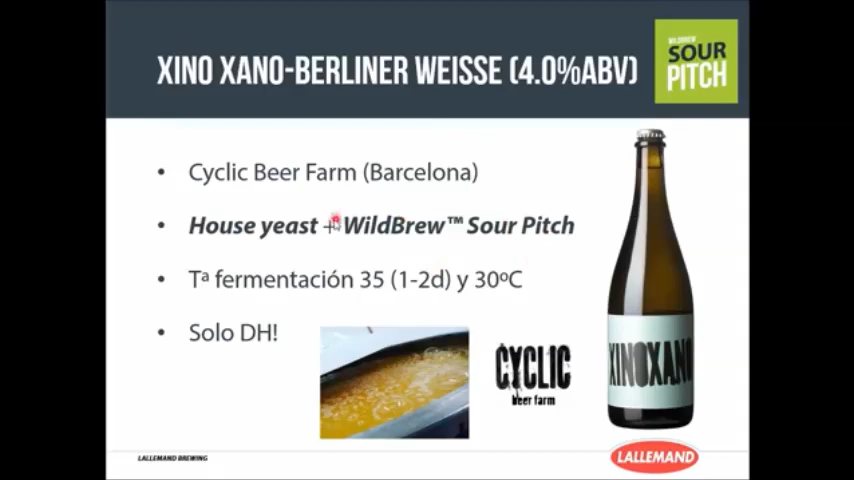 XINO XANO-BERLINER WEISSE (4.0%ABV)
WILDBREW
SOUR
PITCH
• Cyclic Beer Farm (Barcelona)
• House yeast + WildBrew™ Sour Pitch
• Tª fermentación 35 (1-2d) y 30ºC
• Solo DH!
CYCLIC
beer farm
XINOXANO
LALLEMAND BREWING
LALLEMAND